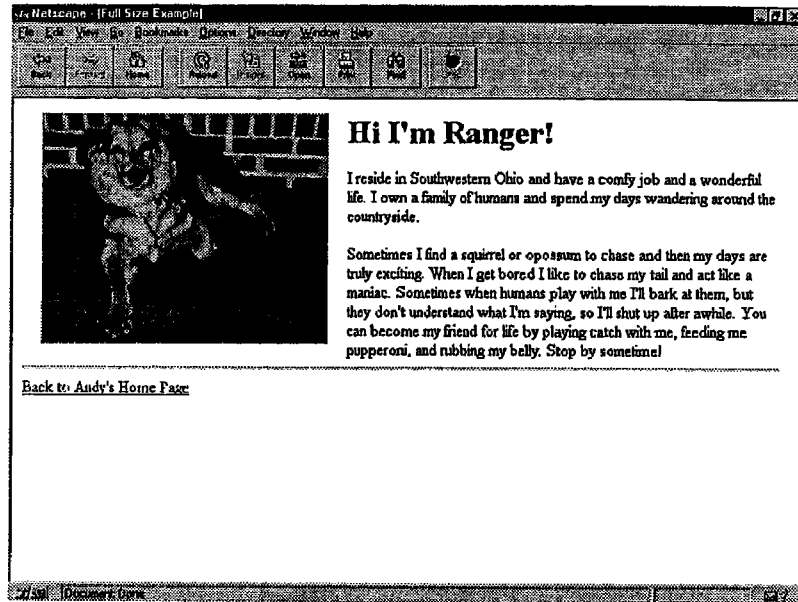 Netscape - [Full Size Example]
File Edit View Go Bookmarks Options Directory Window Help
Back Home Reload Images Open Print Find
Hi I'm Ranger!
I reside in Southwestern Ohio and have a comfy job and a wonderful
life. I own a family of humans and spend my days wandering around the
countryside.
Sometimes I find a squirrel or opossum to chase and then my days are
truly exciting. When I get bored I like to chase my tail and act like a
maniac. Sometimes when humans play with me I'll bark at them, but
they don't understand what I'm saying, so I'll shut up after awhile. You
can become my friend for life by playing catch with me, feeding me
pupperoni, and rubbing my belly. Stop by sometime!
Back to Andy's Home Page
Document: Done